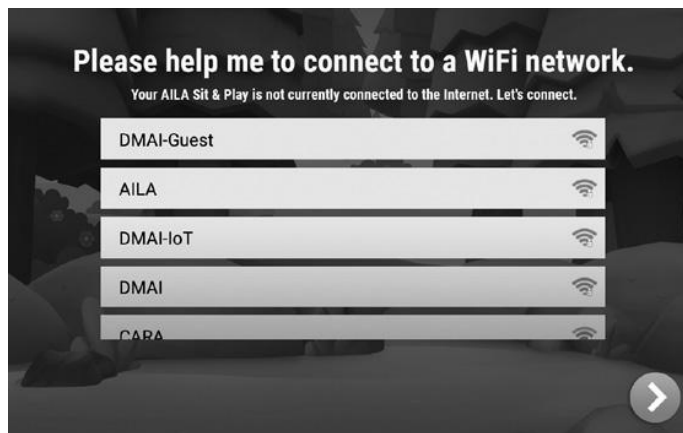 Please help me to connect to a WiFi network.
Your AILA Sit & Play is not currently connected to the Internet. Let's connect.
DMAI-Guest
AILA
DMAI-IoT
DMAI
CARA